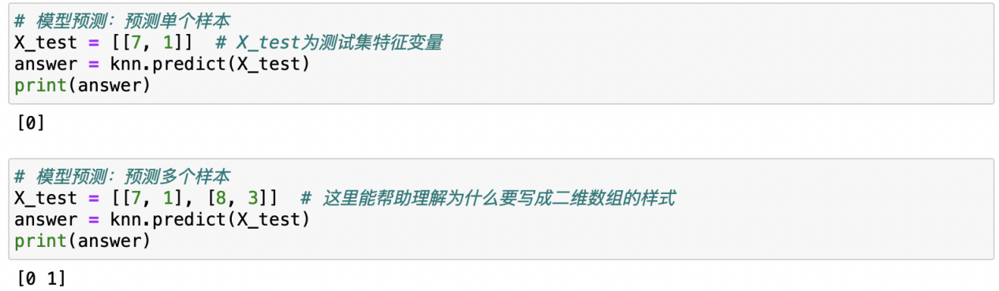 # 模型预测：预测单个样本
X_test = [[7, 1]]  # X_test为测试集特征变量
answer = knn.predict(X_test)
print(answer)
[0]
# 模型预测：预测多个样本
X_test = [[7, 1], [8, 3]]  # 这里能帮助理解为什么要写成二维数组的样式
answer = knn.predict(X_test)
print(answer)
[0 1]